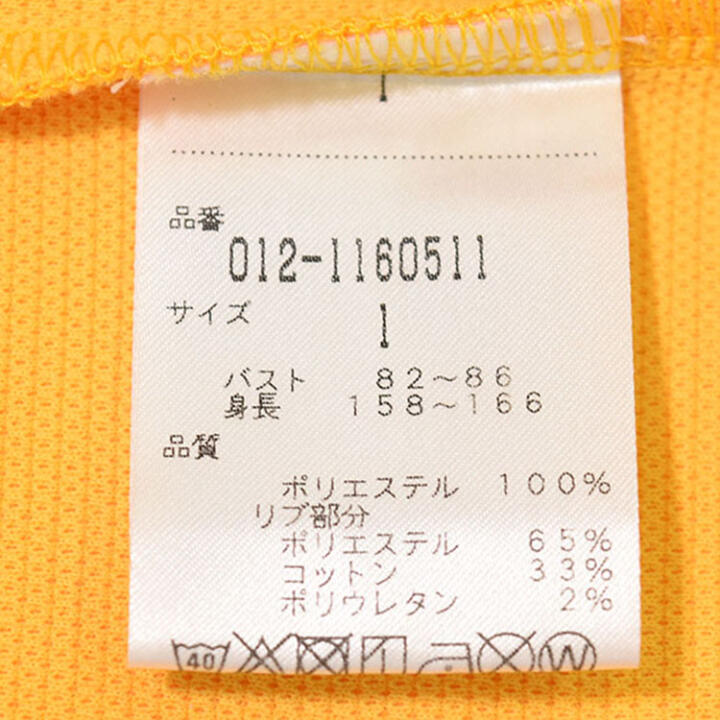 1
品番
012-1160511
サイズ
1
バスト 82～86
身長 158～166
品質
ポリエステル 100%
リブ部分
ポリエステル 65%
コットン 33%
ポリウレタン 2%
40
W